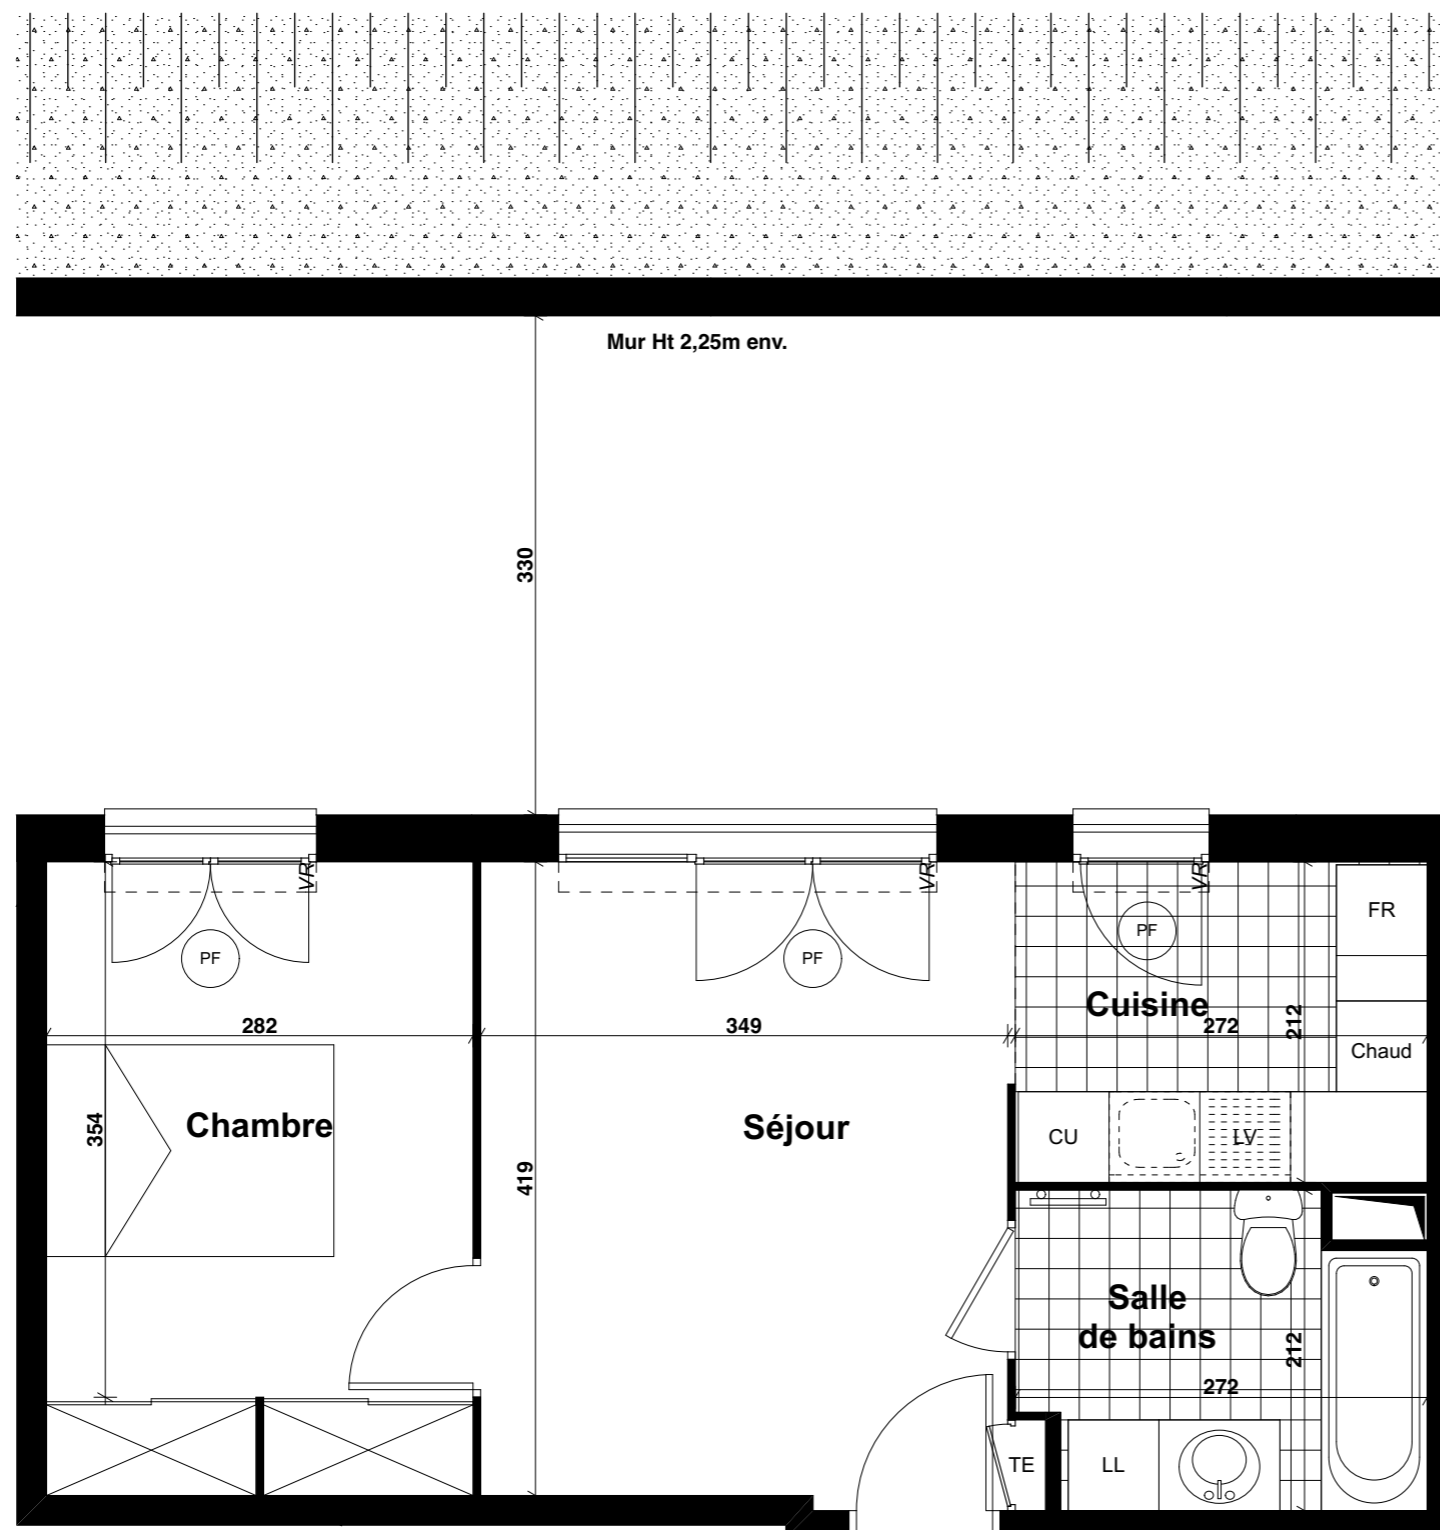 Mur Ht 2,25m env.
330
VR
VR
VR
PF
PF
PF
FR
Cuisine
282
349
272
212
Chaud
Chambre
354
Séjour
419
CU
LV
Salle
de bains
212
272
TE
LL